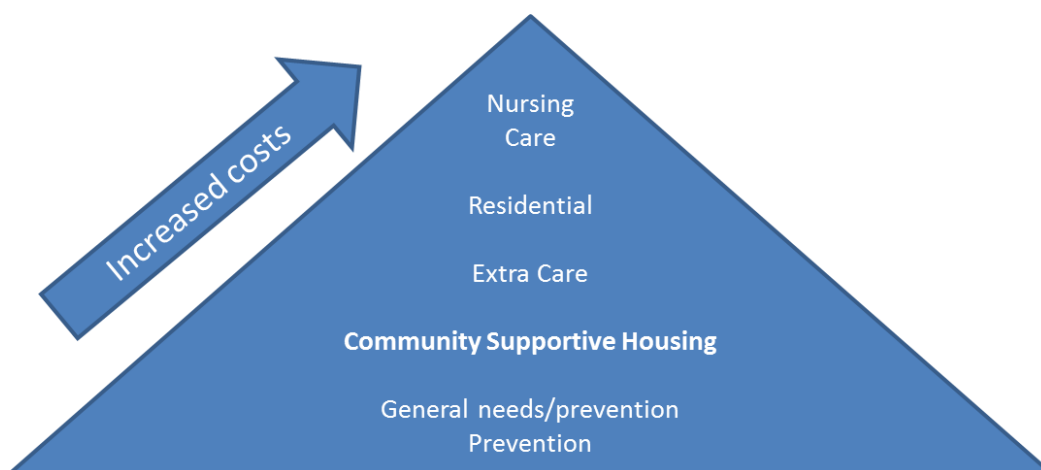 Increased costs
Nursing
Care
Residential
Extra Care
Community Supportive Housing
General needs/prevention
Prevention